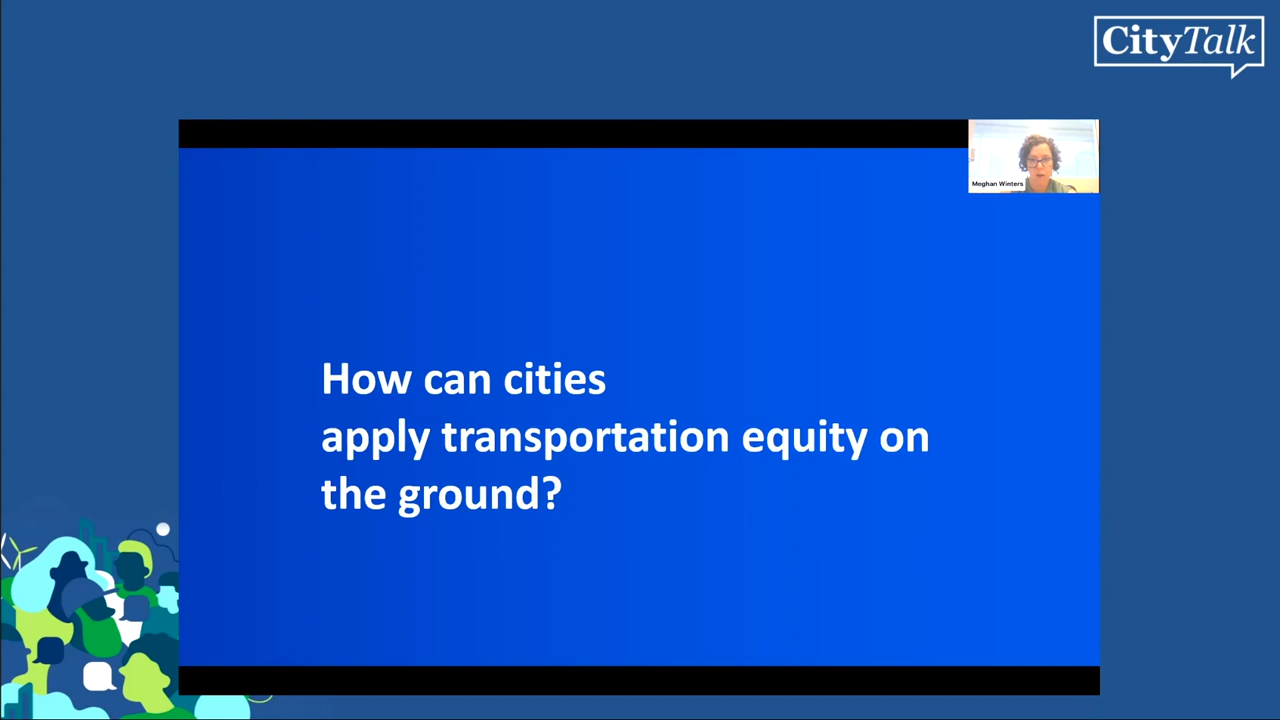 CityTalk
Meghan Winters
How can cities
apply transportation equity on
the ground?